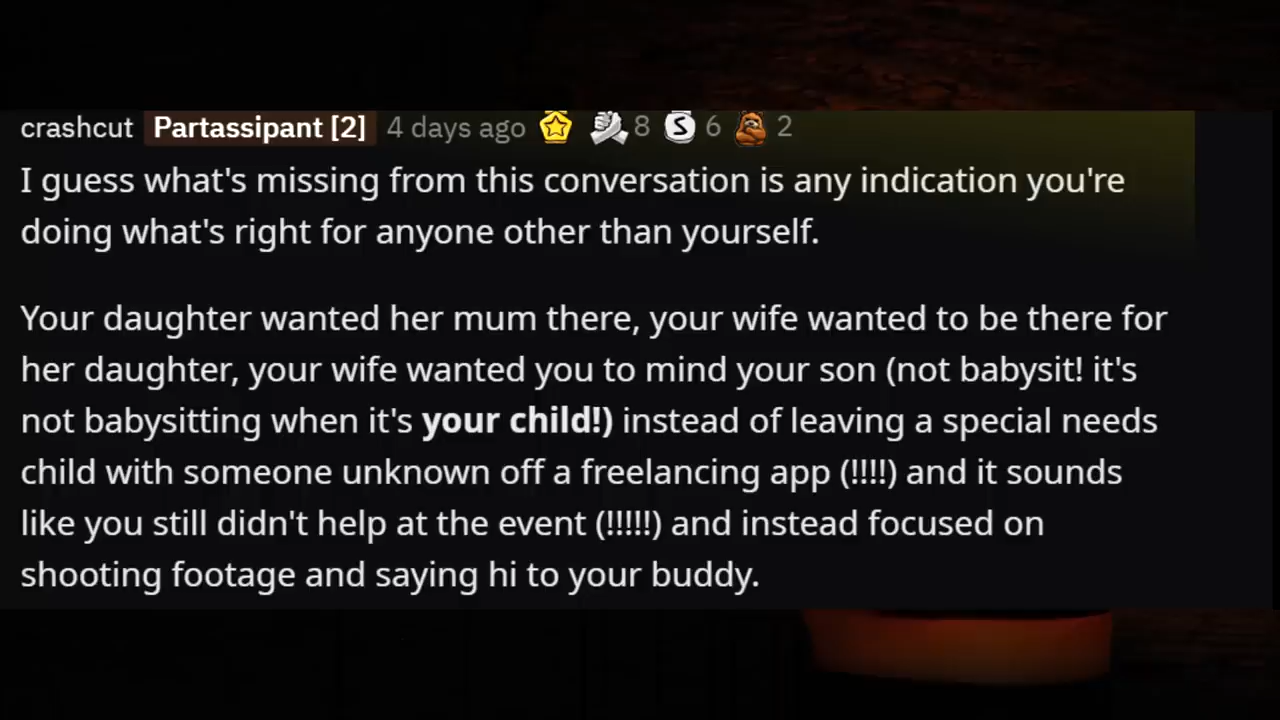 crashcut Partassipant [2] 4 days ago 8 S 6 2
I guess what's missing from this conversation is any indication you're
doing what's right for anyone other than yourself.
Your daughter wanted her mum there, your wife wanted to be there for
her daughter, your wife wanted you to mind your son (not babysit! it's
not babysitting when it's your child!) instead of leaving a special needs
child with someone unknown off a freelancing app (!!!!) and it sounds
like you still didn't help at the event (!!!!!) and instead focused on
shooting footage and saying hi to your buddy.